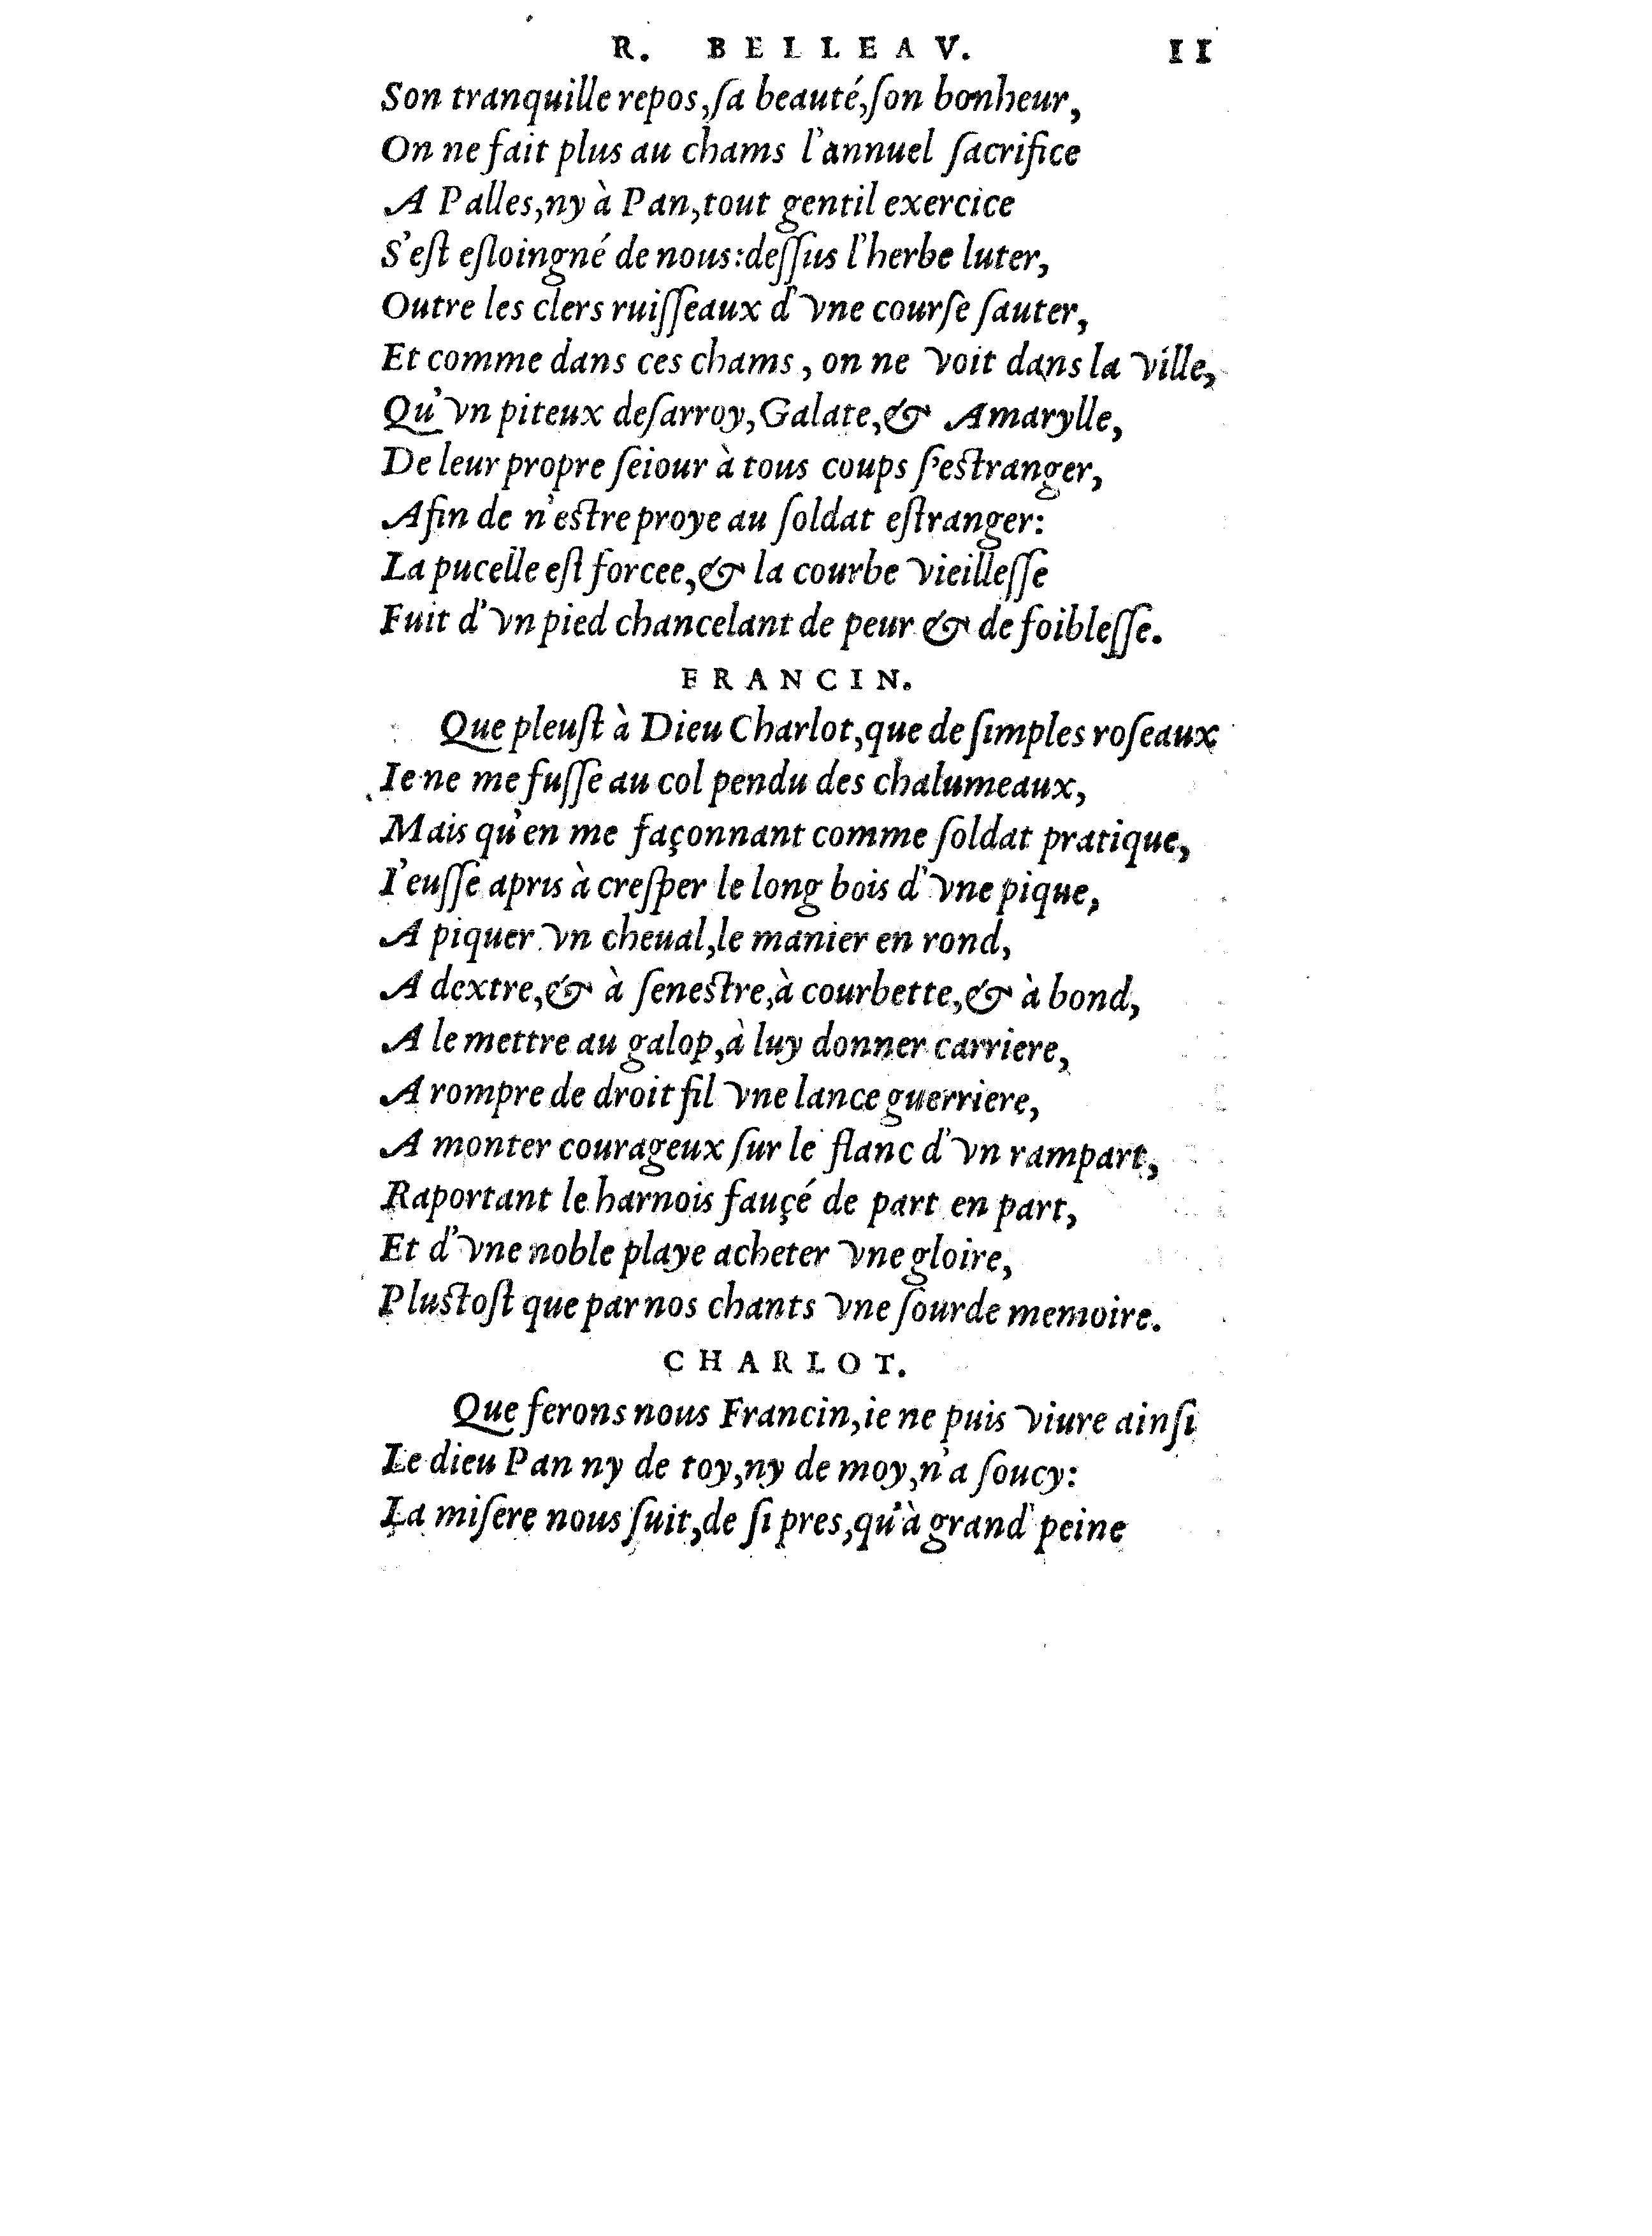 R. BELLEAV. 11
Son tranquille repos, ſa beauté, ſon bonheur,
On ne fait plus au chams l'annuel ſacrifice
A Palles, ny à Pan, tout gentil exercice
S'eſt eſloingné de nous: deſſus l'herbe luter,
Outre les clers ruiſſeaux d'vne courſe ſauter,
Et comme dans ces chams, on ne voit dans la ville,
Qu'vn piteux deſarroy, Galate, & Amarylle,
De leur propre ſeiour à tous coups ſ'eſtranger,
Afin de n'eſtre proye au ſoldat eſtranger:
La pucelle eſt forcee, & la courbe vieilleſſe
Fuit d'vn pied chancelant de peur & de foibleſſe.
FRANCIN.
Que pleuſt à Dieu Charlot, que de ſimples roſeaux
Ie ne me fuſſe au col pendu des chalumeaux,
Mais qu'en me façonnant comme ſoldat pratique,
I'euſſe apris à creſper le long bois d'vne pique,
A piquer vn cheual, le manier en rond,
A dextre, & à ſeneſtre, à courbette, & à bond,
A le mettre au galop, à luy donner carriere,
A rompre de droit fil vne lance guerriere,
A monter courageux ſur le flanc d'vn rampart,
Raportant le harnois fauçé de part en part,
Et d'vne noble playe acheter vne gloire,
Pluſtoſt que par nos chants vne ſourde memoire.
CHARLOT.
Que ferons nous Francin, ie ne puis viure ainſi
Le dieu Pan ny de toy, ny de moy, n'a ſoucy:
La miſere nous ſuit, de ſi pres, qu'à grand' peine